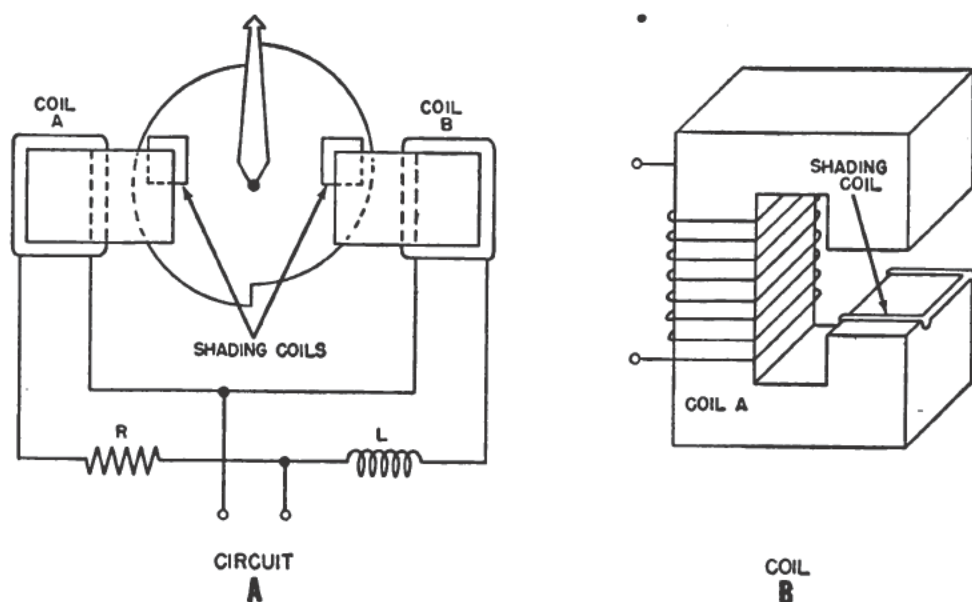 COIL
A
COIL
B
SHADING COILS
R
L
CIRCUIT
A
SHADING
COIL
COIL A
COIL
B